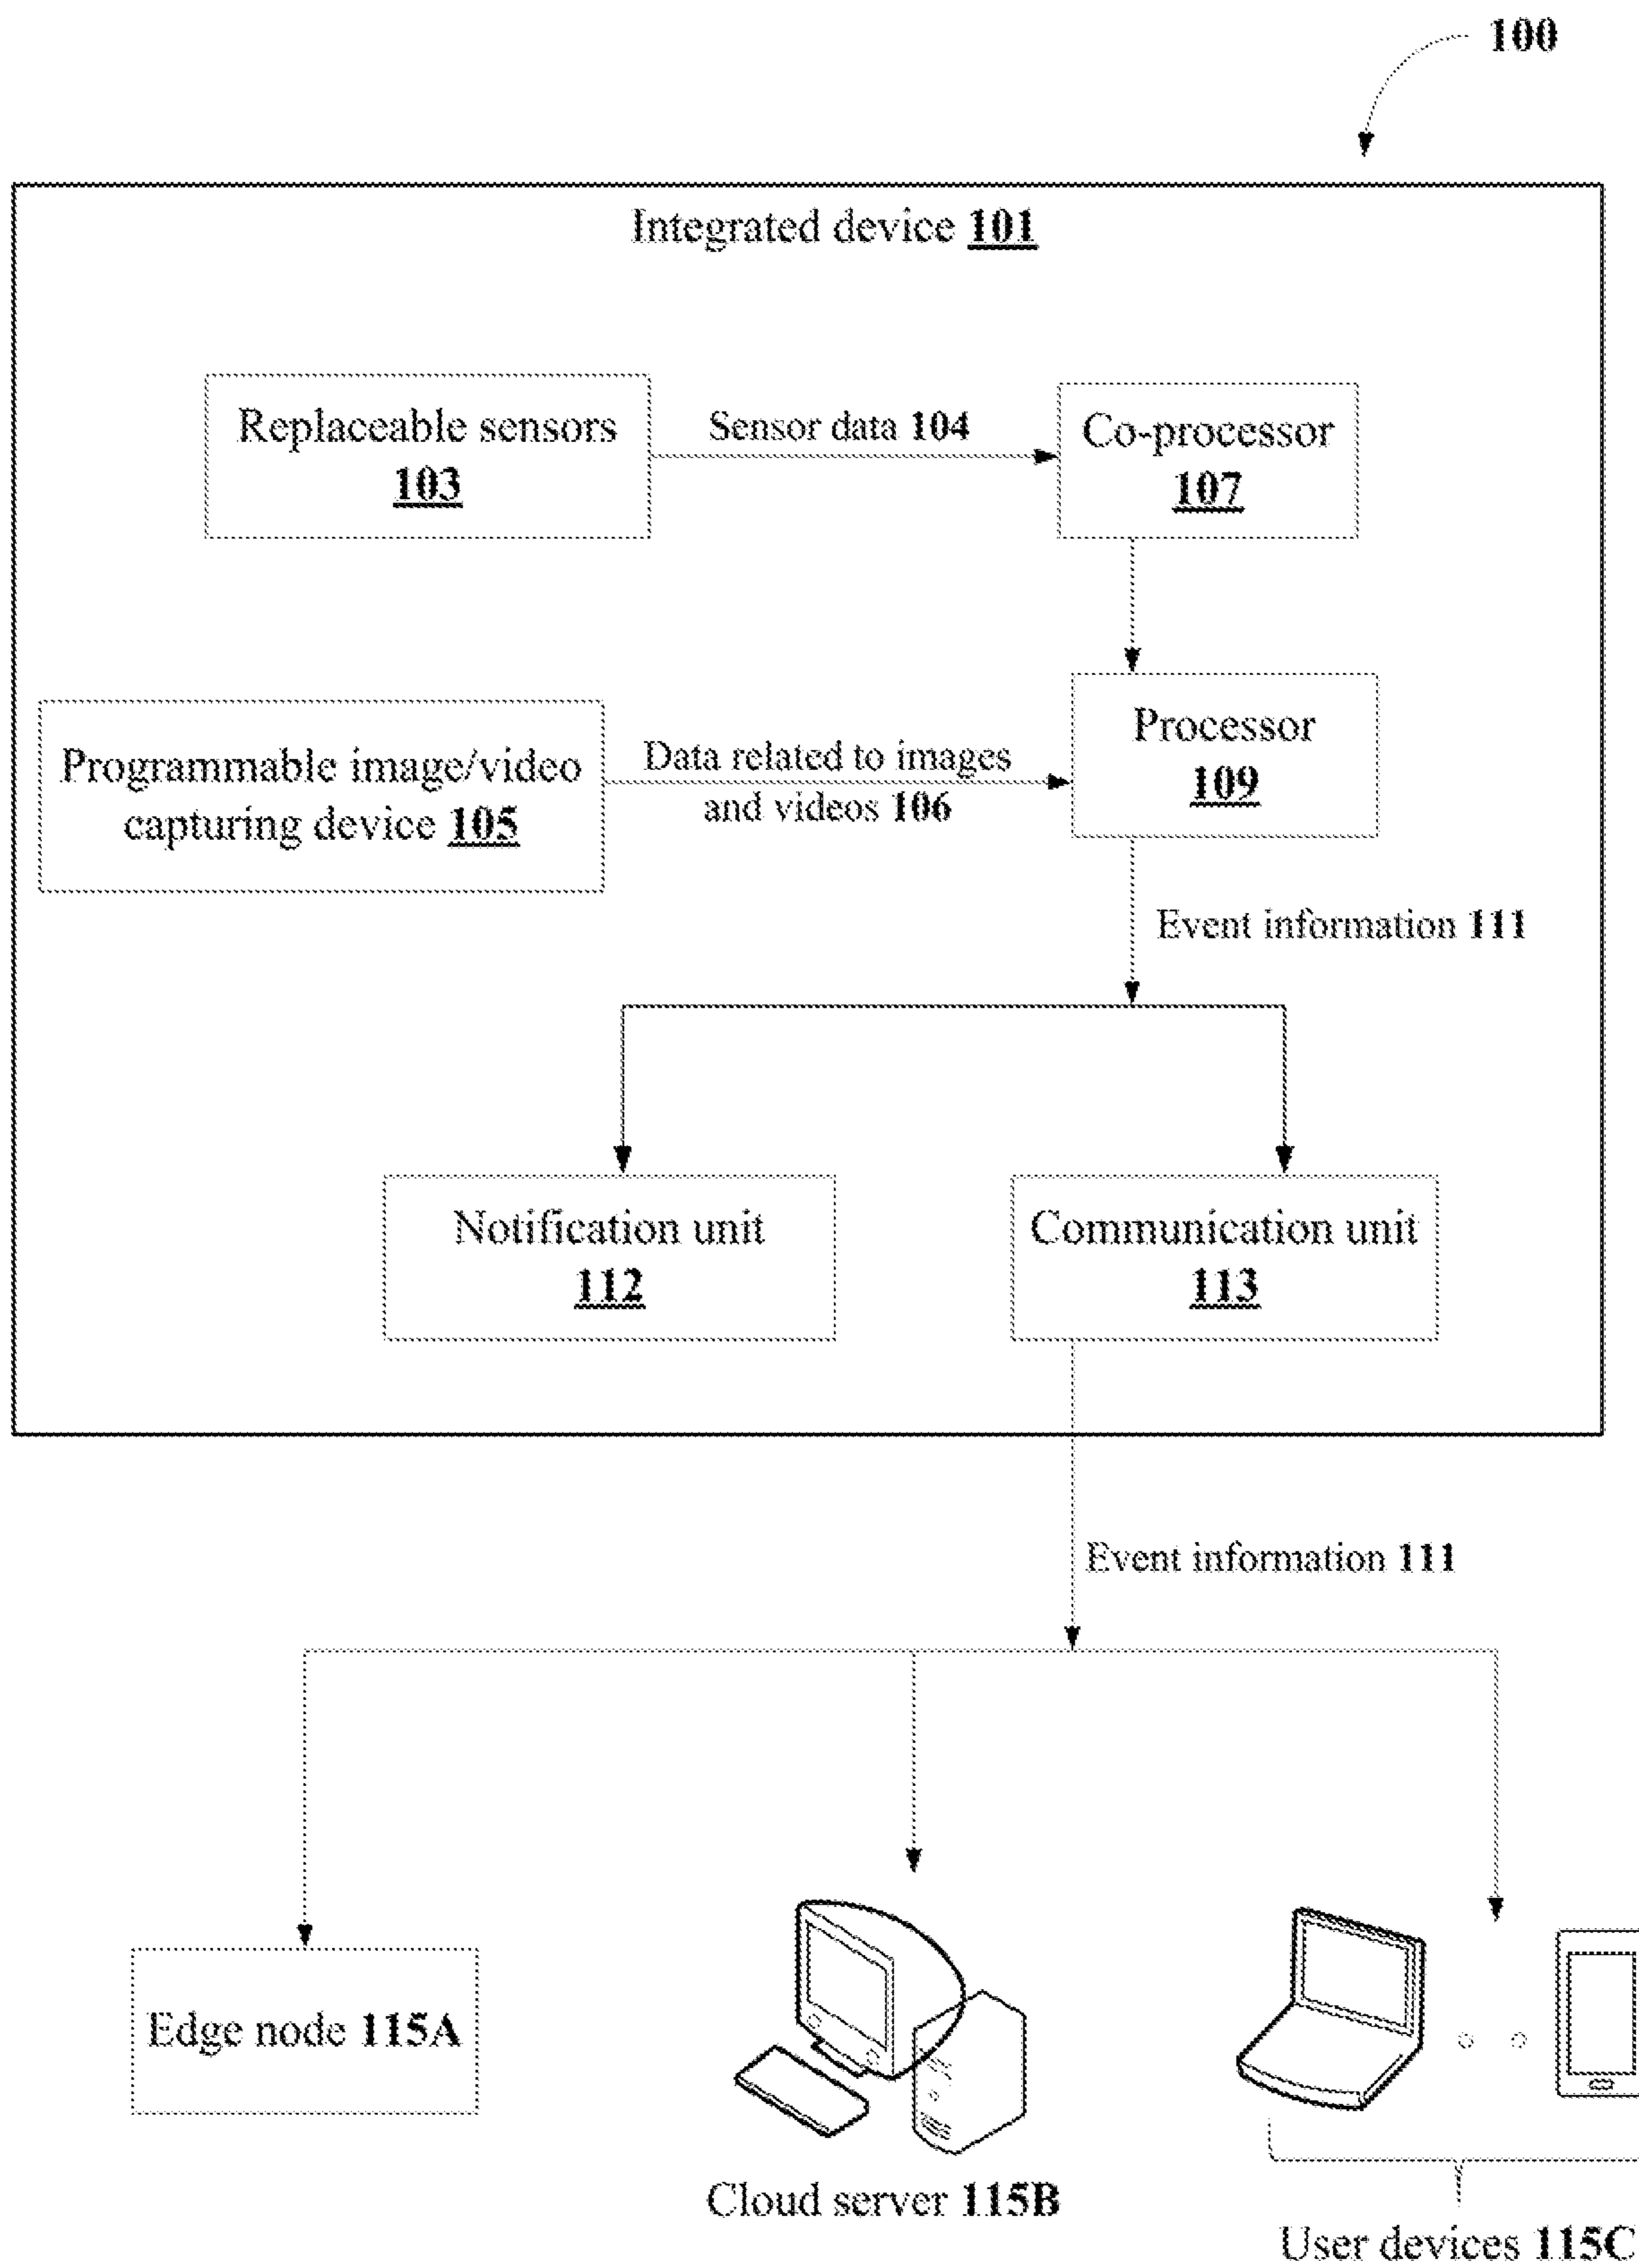 100
Integrated device 101
Replaceable sensors
103
Sensor data 104
Co-processor
107
Programmable image/video
capturing device 105
Data related to images
and videos 106
Processor
109
Event information 111
Notification unit
112
Communication unit
113
Event information 111
Edge node 115A
Cloud server 115B
User devices 115C